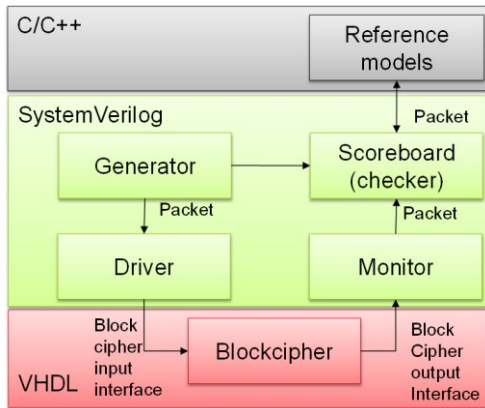 C/C++
Reference
models
Packet
SystemVerilog
Generator
Scoreboard
(checker)
Packet
Packet
Driver
Monitor
Block
cipher
input
interface
Blockcipher
Block
Cipher
output
Interface
VHDL